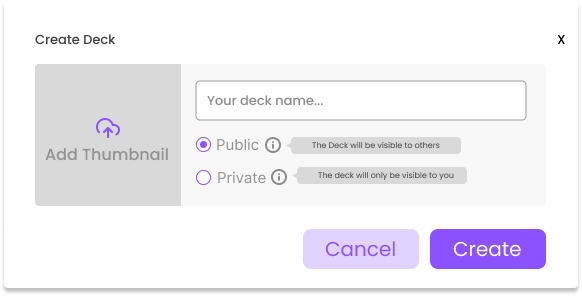 Create Deck
X
Add Thumbnail
Your deck name...
Public
The Deck will be visible to others
Private
The deck will only be visible to you
Cancel
Create